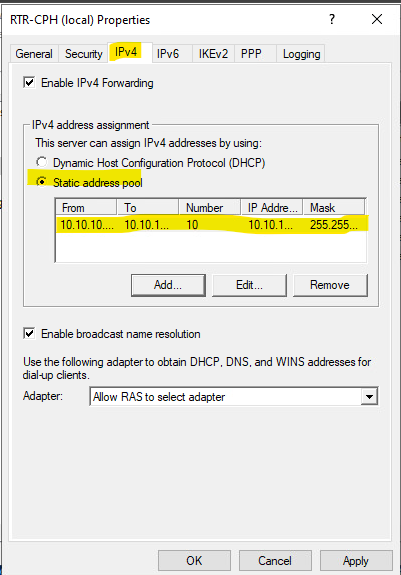 RTR-CPH (local) Properties ? ×
General Security IPv4 IPv6 IKEv2 PPP Logging
Enable IPv4 Forwarding
IPv4 address assignment
This server can assign IPv4 addresses by using:
Dynamic Host Configuration Protocol (DHCP)
Static address pool
From To Number IP Addre... Mask
10.10.10.... 10.10.1... 10 10.10.1... 255.255...
Add... Edit... Remove
Enable broadcast name resolution
Use the following adapter to obtain DHCP, DNS, and WINS addresses for
dial-up clients.
Adapter: Allow RAS to select adapter
OK Cancel Apply